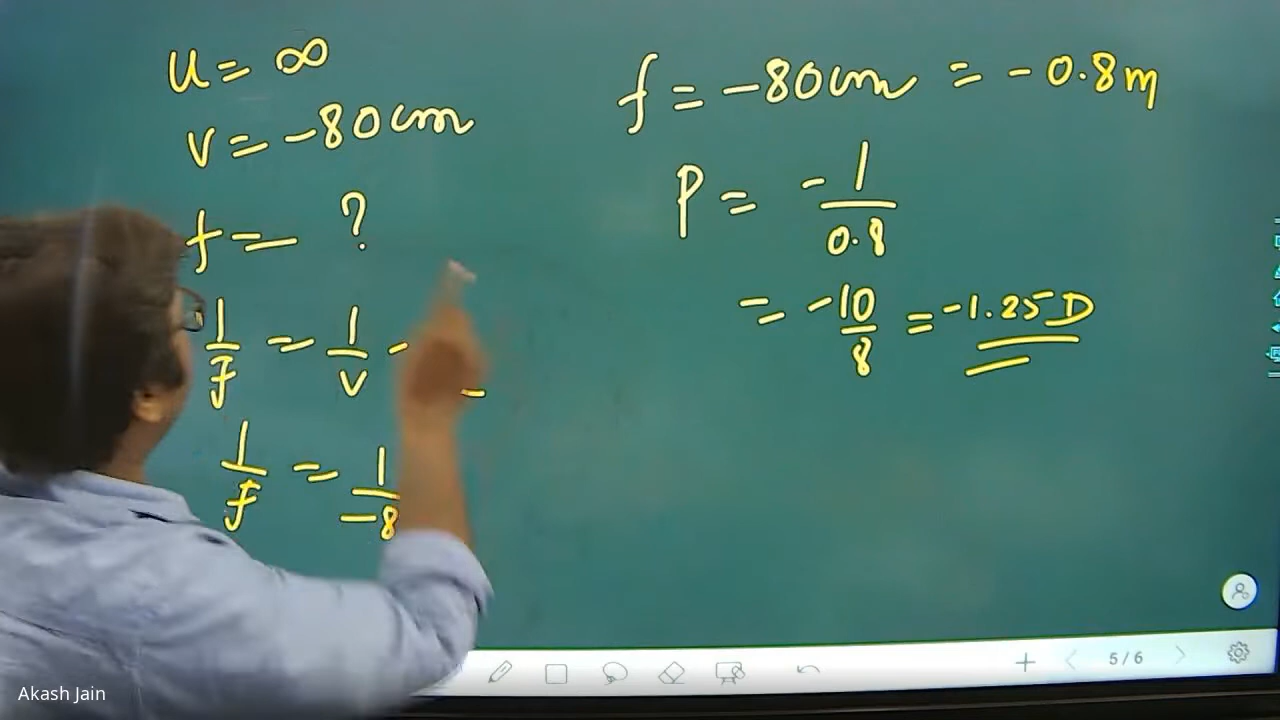 u = ∞
v = -80 cm
f = ?
1/f = 1/v -
1/f = 1/-8
f = -80 cm = -0.8 m
P = -1/0.8
= -10/8 = -1.25 D
5 / 6
Akash Jain